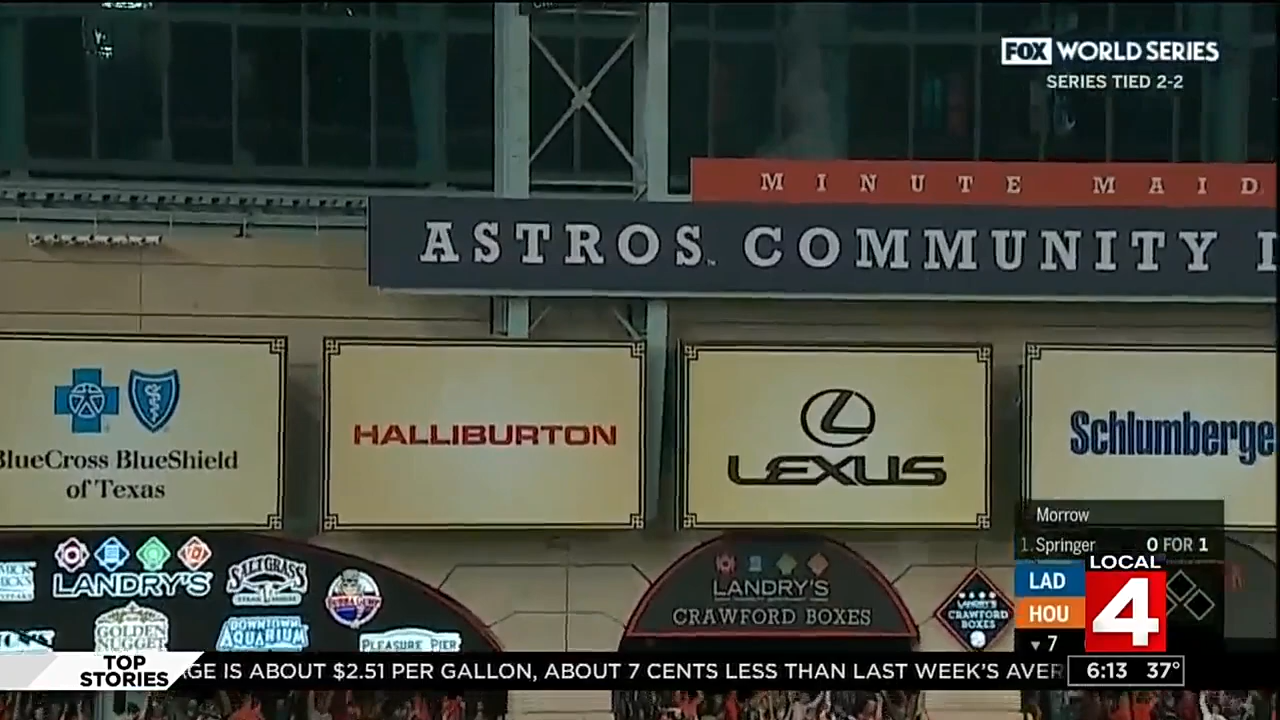 FOX WORLD SERIES
SERIES TIED 2-2
MINUTE MAID
ASTROS COMMUNITY
BlueCross BlueShield
of Texas
HALLIBURTON
LEXUS
Schlumberge
Morrow
1. Springer 0 FOR 1
LAD
HOU
▼ 7
LOCAL
4
LANDRY'S
SALTGRASS
GOLDEN
NUGGET
DOWNTOWN
AQUARIUM
PLEASURE PIER
LANDRY'S
CRAWFORD BOXES
LANDRY'S
CRAWFORD
BOXES
TOP
STORIES
GE IS ABOUT $2.51 PER GALLON, ABOUT 7 CENTS LESS THAN LAST WEEK'S AVER
6:13 37°